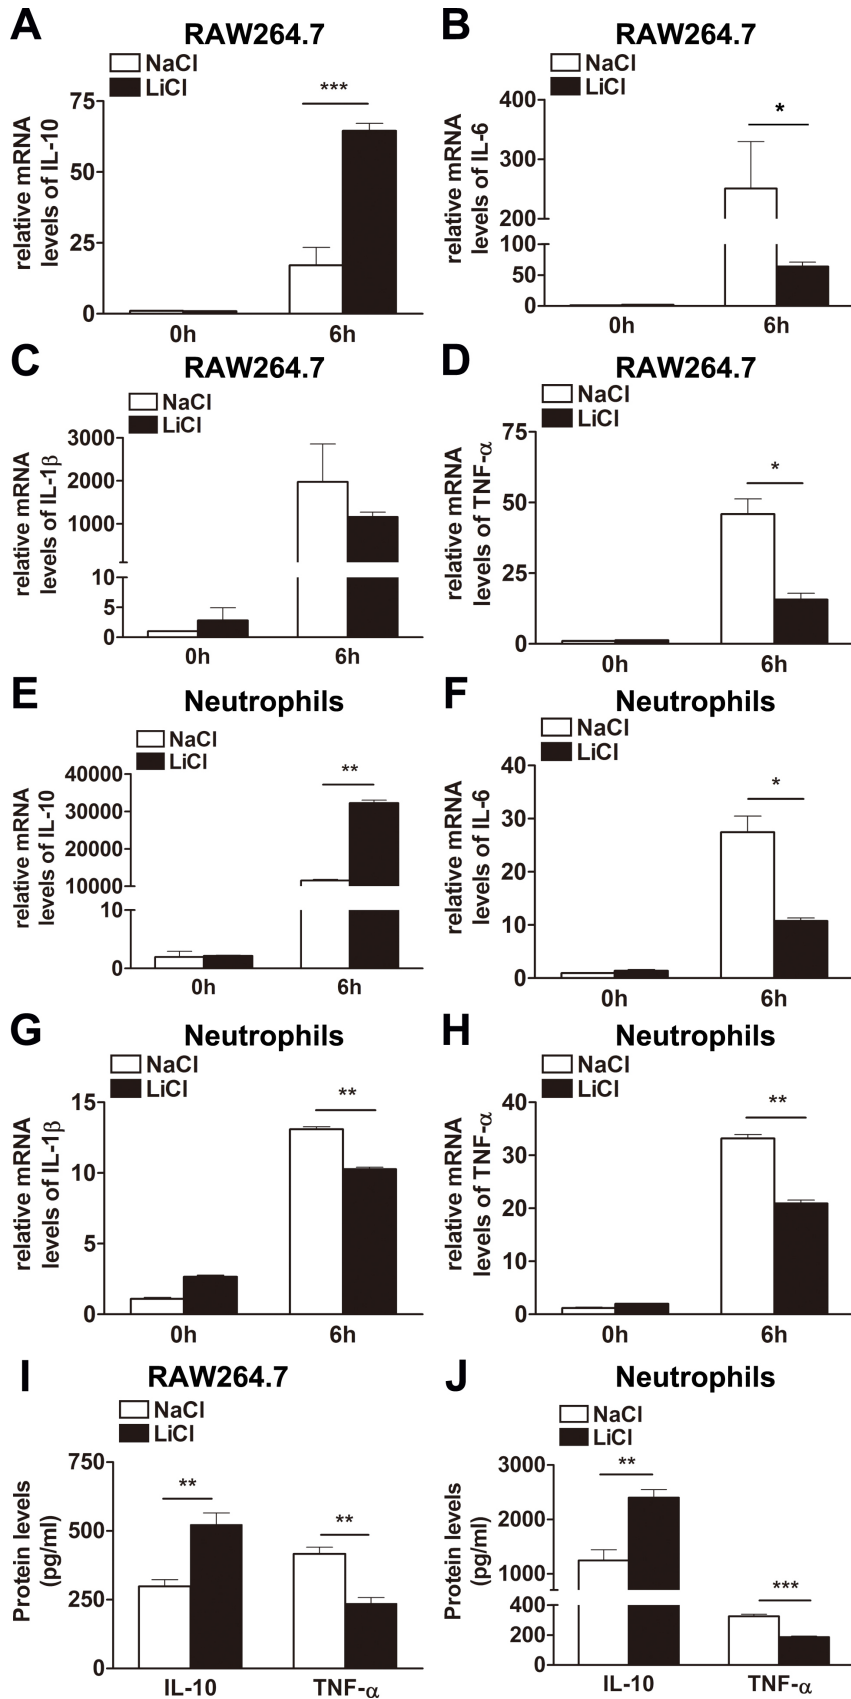 A
RAW264.7
NaCl
LiCl
relative mRNA
levels of IL-10
75
50
25
0
***
0h
6h
B
RAW264.7
NaCl
LiCl
relative mRNA
levels of IL-6
400
300
200
100
50
0
*
0h
6h
C
RAW264.7
NaCl
LiCl
relative mRNA
levels of IL-1β
3000
2000
1000
10
5
0
0h
6h
D
RAW264.7
NaCl
LiCl
relative mRNA
levels of TNF-α
75
50
25
0
*
0h
6h
E
Neutrophils
NaCl
LiCl
relative mRNA
levels of IL-10
40000
30000
20000
10000
10
0
**
0h
6h
F
Neutrophils
NaCl
LiCl
relative mRNA
levels of IL-6
40
30
20
10
0
*
0h
6h
G
Neutrophils
NaCl
LiCl
relative mRNA
levels of IL-1β
15
10
5
0
**
0h
6h
H
Neutrophils
NaCl
LiCl
relative mRNA
levels of TNF-α
40
30
20
10
0
**
0h
6h
I
RAW264.7
NaCl
LiCl
Protein levels
(pg/ml)
750
500
250
0
**
**
IL-10
TNF-α
J
Neutrophils
NaCl
LiCl
Protein levels
(pg/ml)
3000
2000
1000
400
200
0
**
***
IL-10
TNF-α